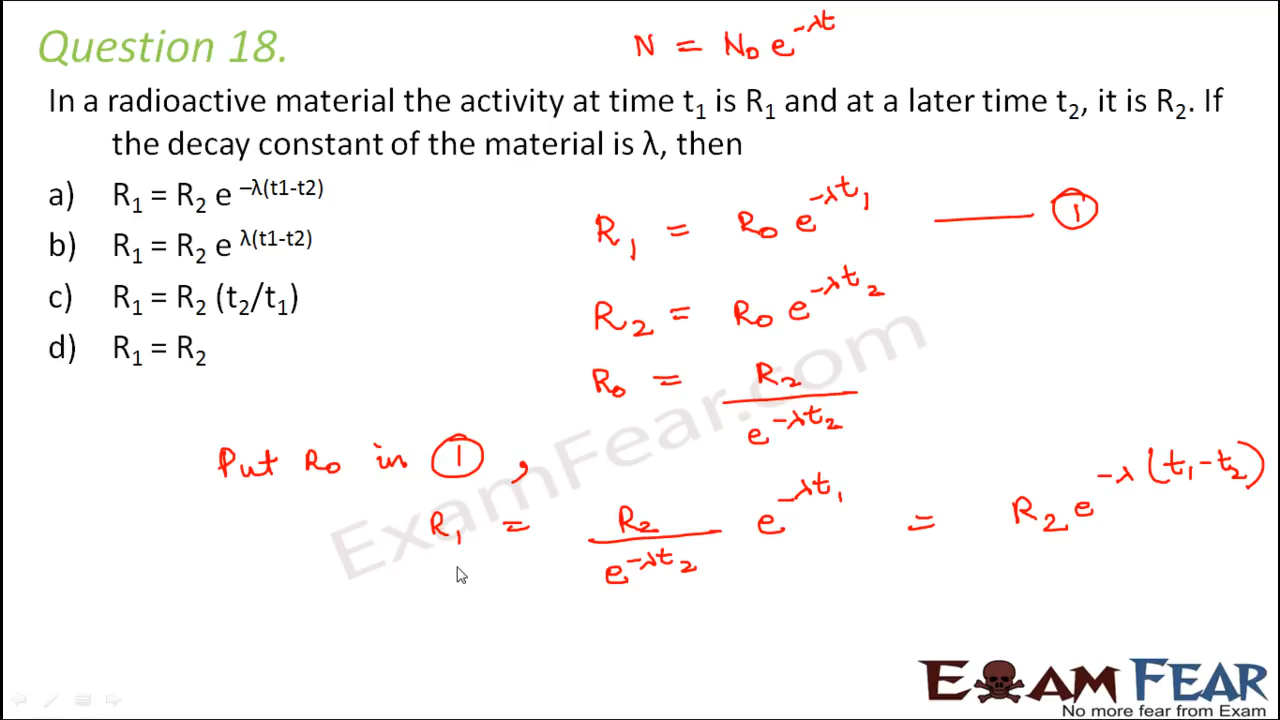 Question 18.
N = N₀ e^-λt
In a radioactive material the activity at time t₁ is R₁ and at a later time t₂, it is R₂. If
the decay constant of the material is λ, then
a) R₁ = R₂ e ^–λ(t1-t2)
b) R₁ = R₂ e ^λ(t1-t2)
c) R₁ = R₂ (t₂/t₁)
d) R₁ = R₂
R₁ = R₀ e^-λt₁ —— ①
R₂ = R₀ e^-λt₂
R₀ = R₂ / e^-λt₂
Put R₀ in ① ,
R₁ = R₂ / e^-λt₂ e^-λt₁ = R₂ e^-λ(t₁-t₂)
ExamFear.com
EXAM FEAR
No more fear from Exam